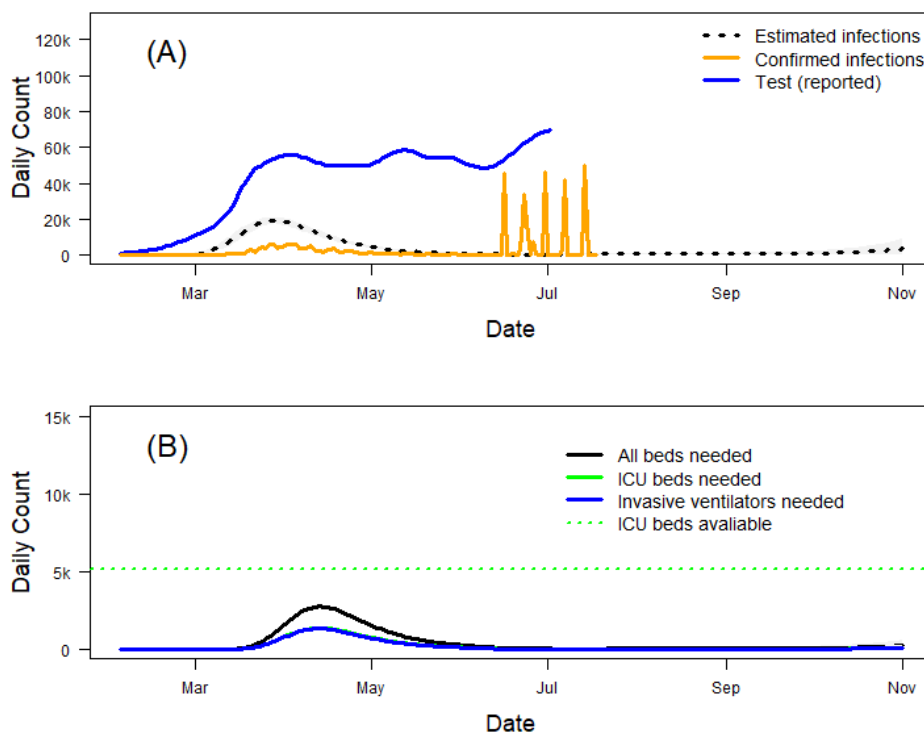 (A)
Estimated infections
Confirmed infections
Test (reported)
120k
100k
80k
60k
40k
20k
0
Daily Count
Mar May Jul Sep Nov
Date
(B)
All beds needed
ICU beds needed
Invasive ventilators needed
ICU beds avaliable
15k
10k
5k
0
Daily Count
Mar May Jul Sep Nov
Date